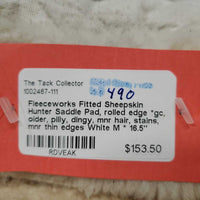 The Tack Collector
1002487-111
490
Fleeceworks Fitted Sheepskin
Hunter Saddle Pad, rolled edge *gc,
older, pilly, dingy, mnr hair, stains,
mnr thin edges White M * 16.5"
RDVEAK
$153.50